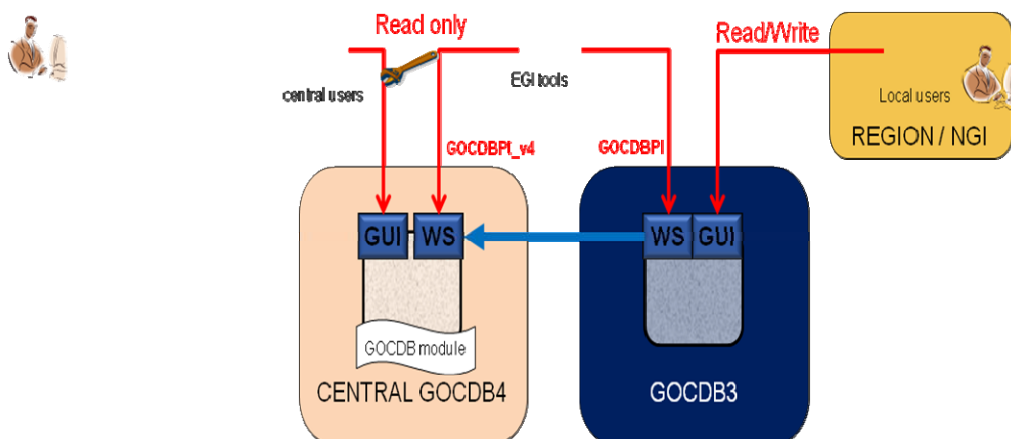 Read only
Read/Write
central users
EGI tools
Local users
REGION / NGI
GOCDBPI_v4
GOCDBPI
GUI
WS
WS
GUI
GOCDB module
CENTRAL GOCDB4
GOCDB3